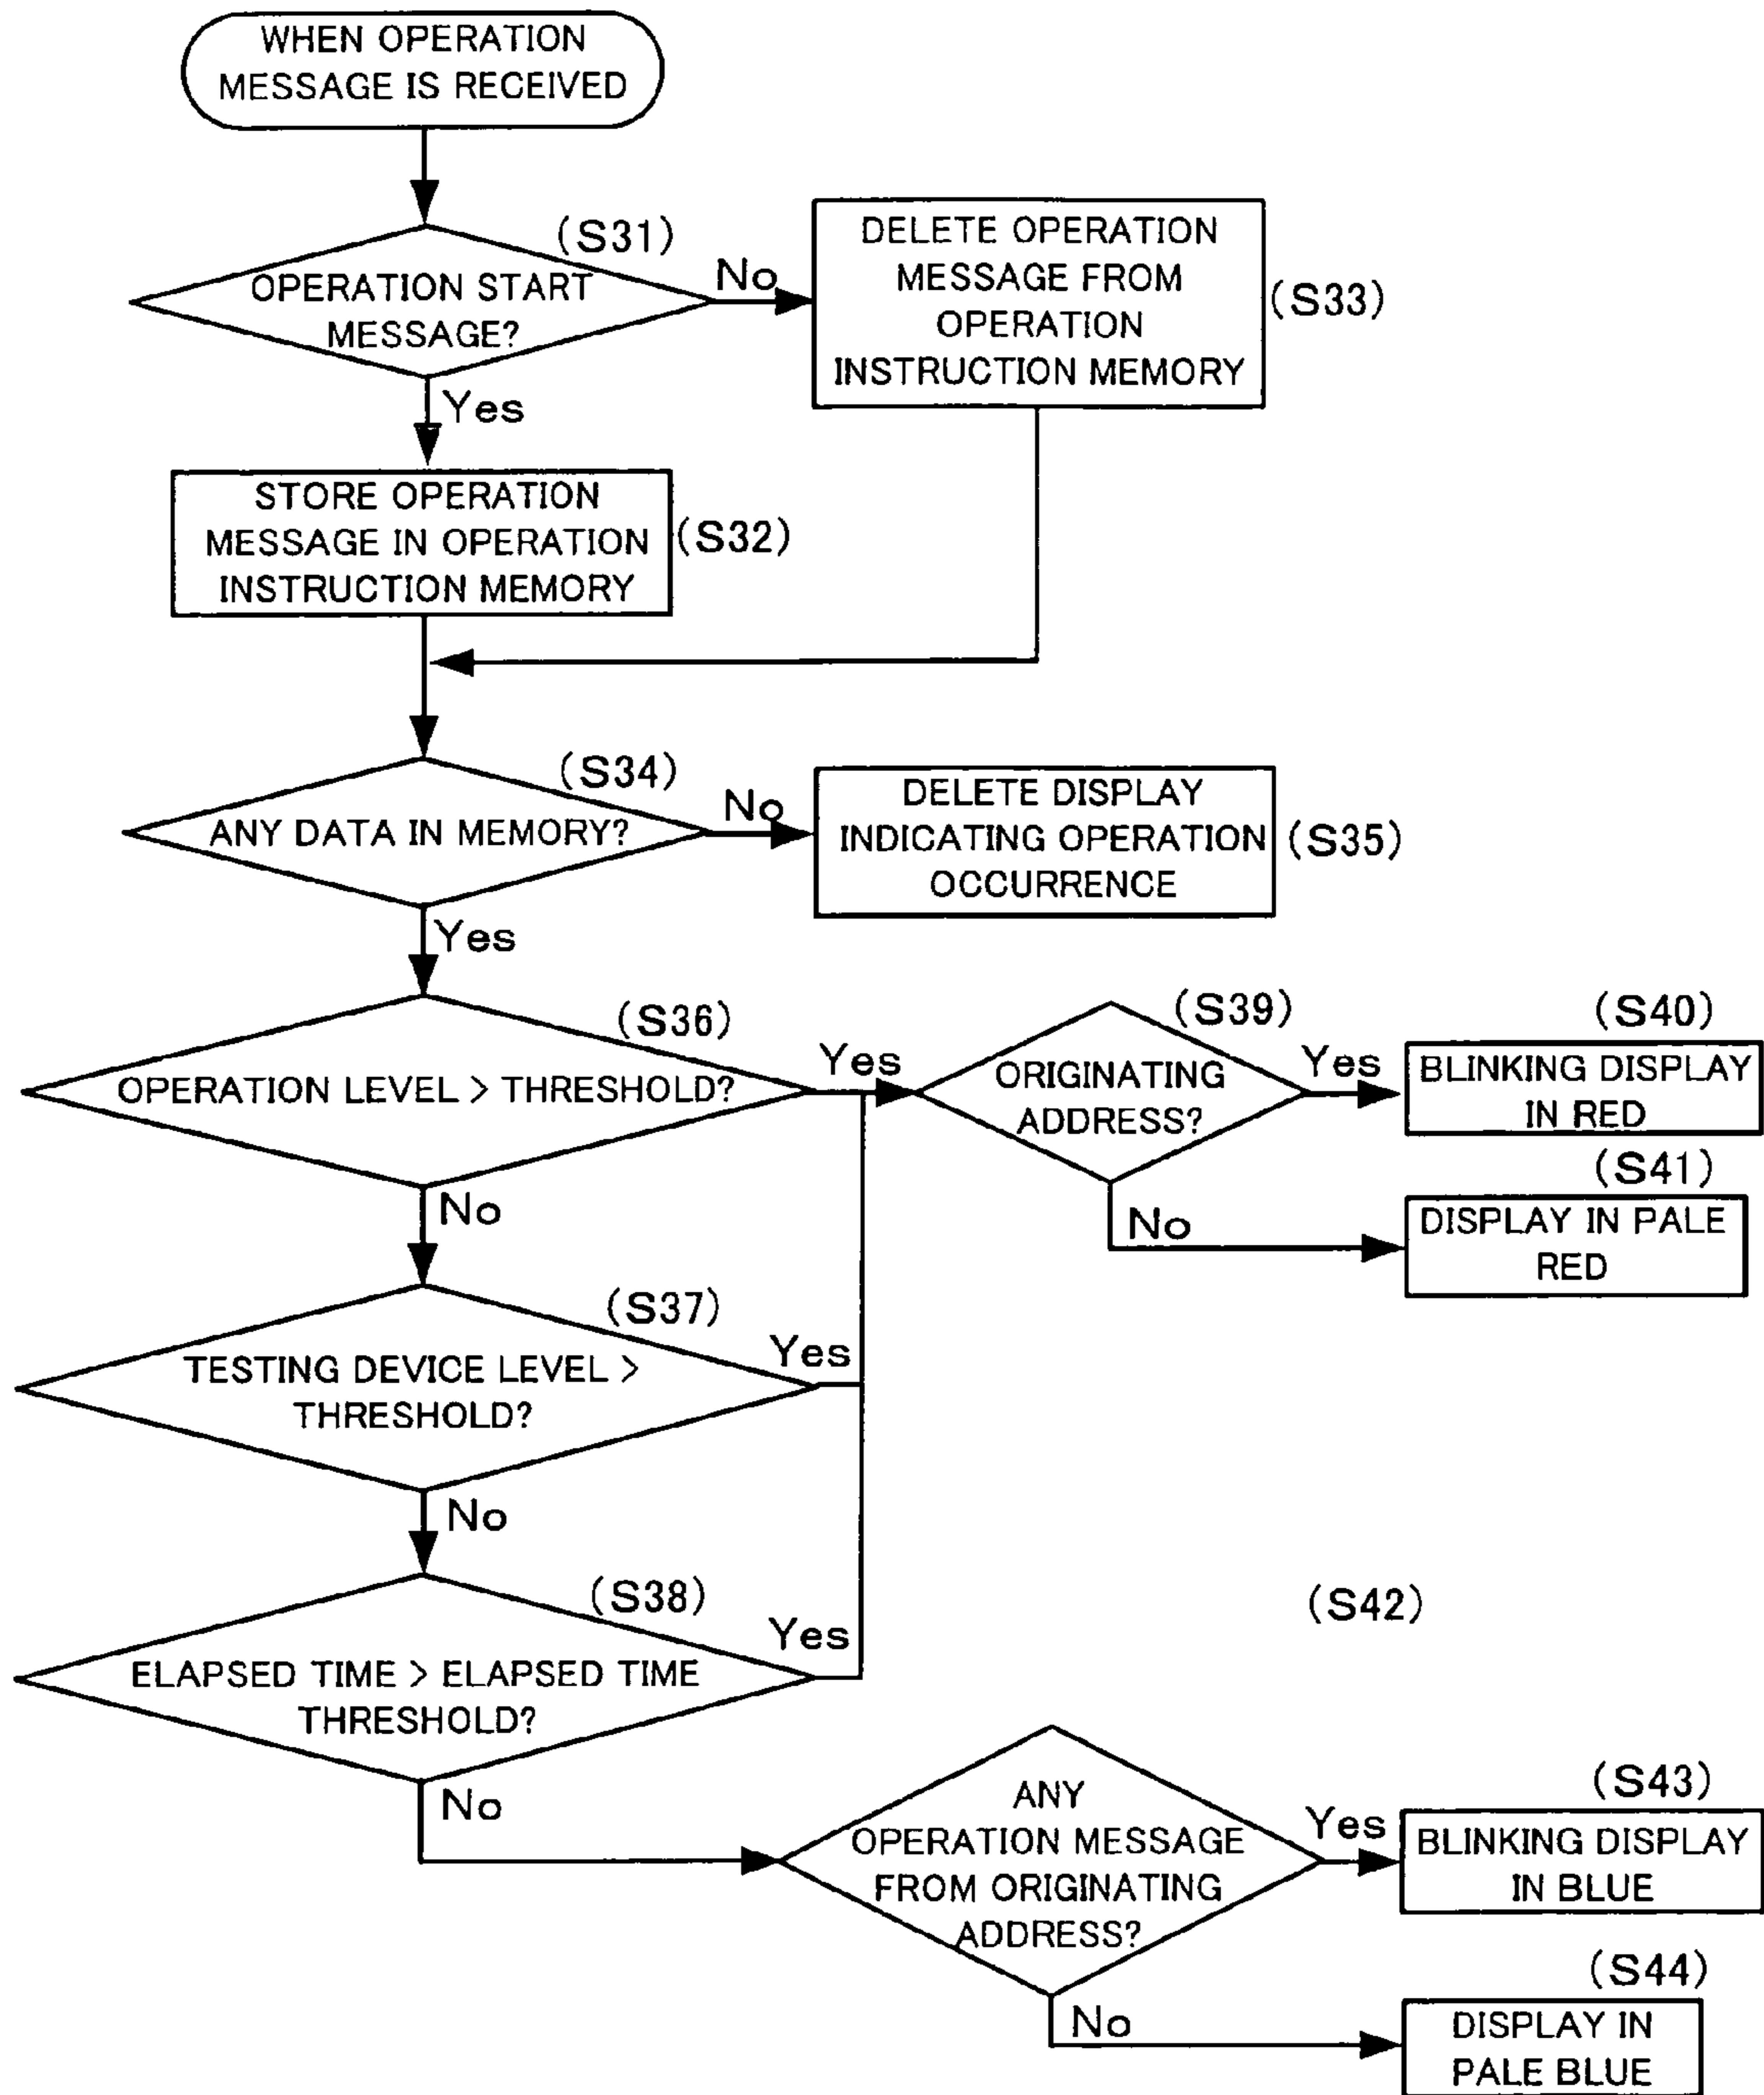 WHEN OPERATION
MESSAGE IS RECEIVED
(S31)
OPERATION START
MESSAGE?
No
DELETE OPERATION
MESSAGE FROM
OPERATION
INSTRUCTION MEMORY
(S33)
Yes
STORE OPERATION
MESSAGE IN OPERATION
INSTRUCTION MEMORY
(S32)
(S34)
ANY DATA IN MEMORY?
No
DELETE DISPLAY
INDICATING OPERATION
OCCURRENCE
(S35)
Yes
(S36)
OPERATION LEVEL > THRESHOLD?
Yes
(S39)
ORIGINATING
ADDRESS?
Yes
(S40)
BLINKING DISPLAY
IN RED
No
(S41)
DISPLAY IN PALE
RED
No
(S37)
TESTING DEVICE LEVEL >
THRESHOLD?
Yes
No
(S38)
ELAPSED TIME > ELAPSED TIME
THRESHOLD?
Yes
No
(S42)
ANY
OPERATION MESSAGE
FROM ORIGINATING
ADDRESS?
Yes
(S43)
BLINKING DISPLAY
IN BLUE
No
(S44)
DISPLAY IN
PALE BLUE